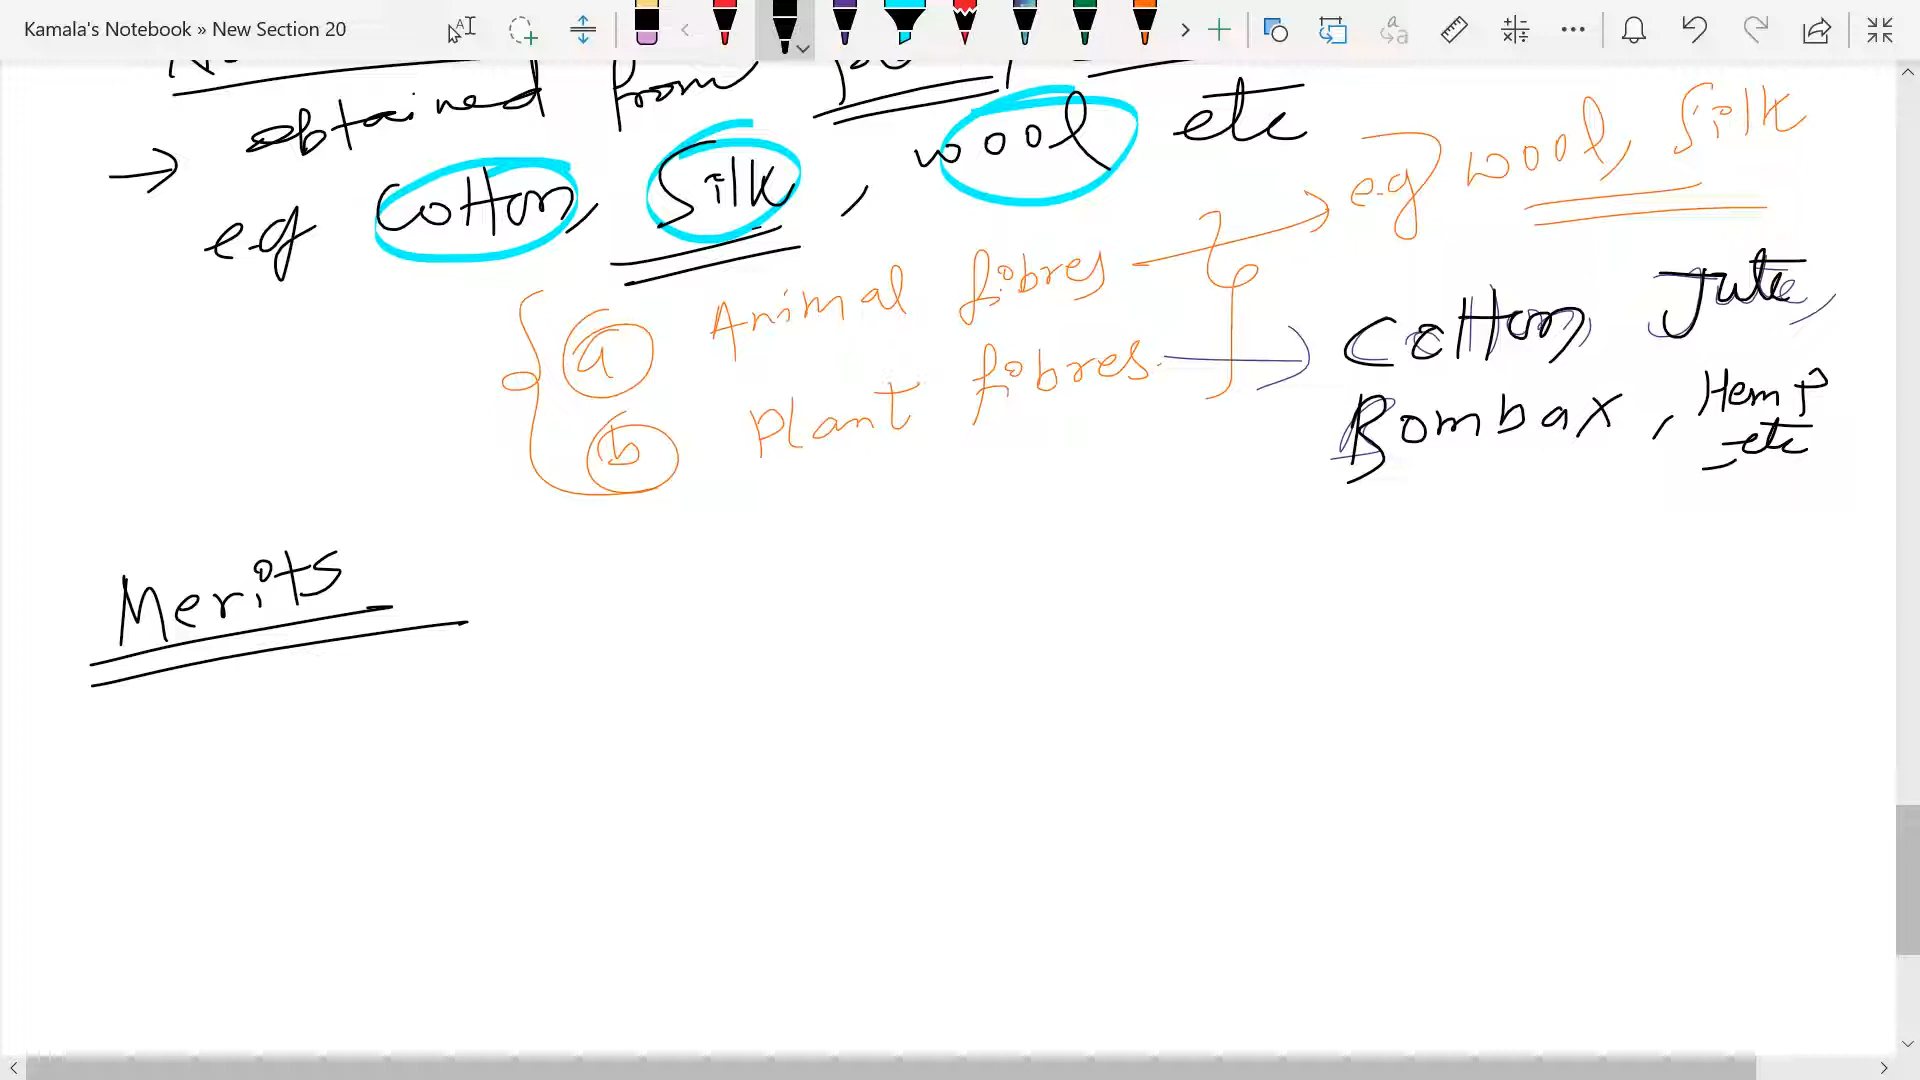 Kamala's Notebook » New Section 20
obtained from
→ e.g Cotton, Silk, wool etc
e.g wool, Silk
{ a Animal fibres →
b Plant fibres → Cotton, Jute,
Bombax, Hemp
etc
Merits